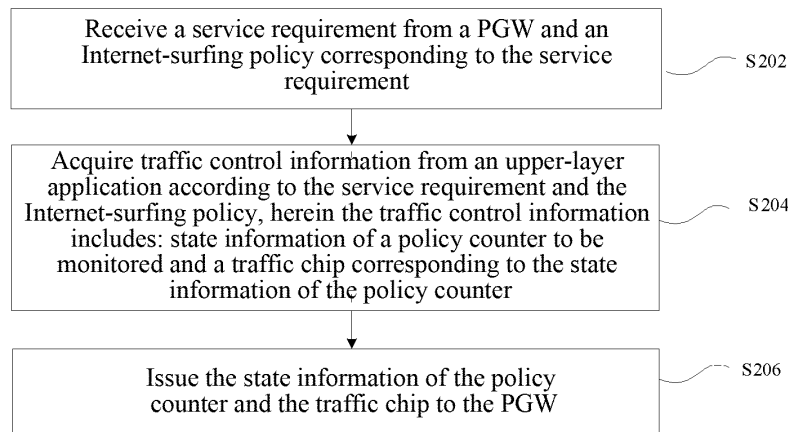 Receive a service requirement from a PGW and an
Internet-surfing policy corresponding to the service
requirement
S202
Acquire traffic control information from an upper-layer
application according to the service requirement and the
Internet-surfing policy, herein the traffic control information
includes: state information of a policy counter to be
monitored and a traffic chip corresponding to the state
information of the policy counter
S204
Issue the state information of the policy
counter and the traffic chip to the PGW
S206